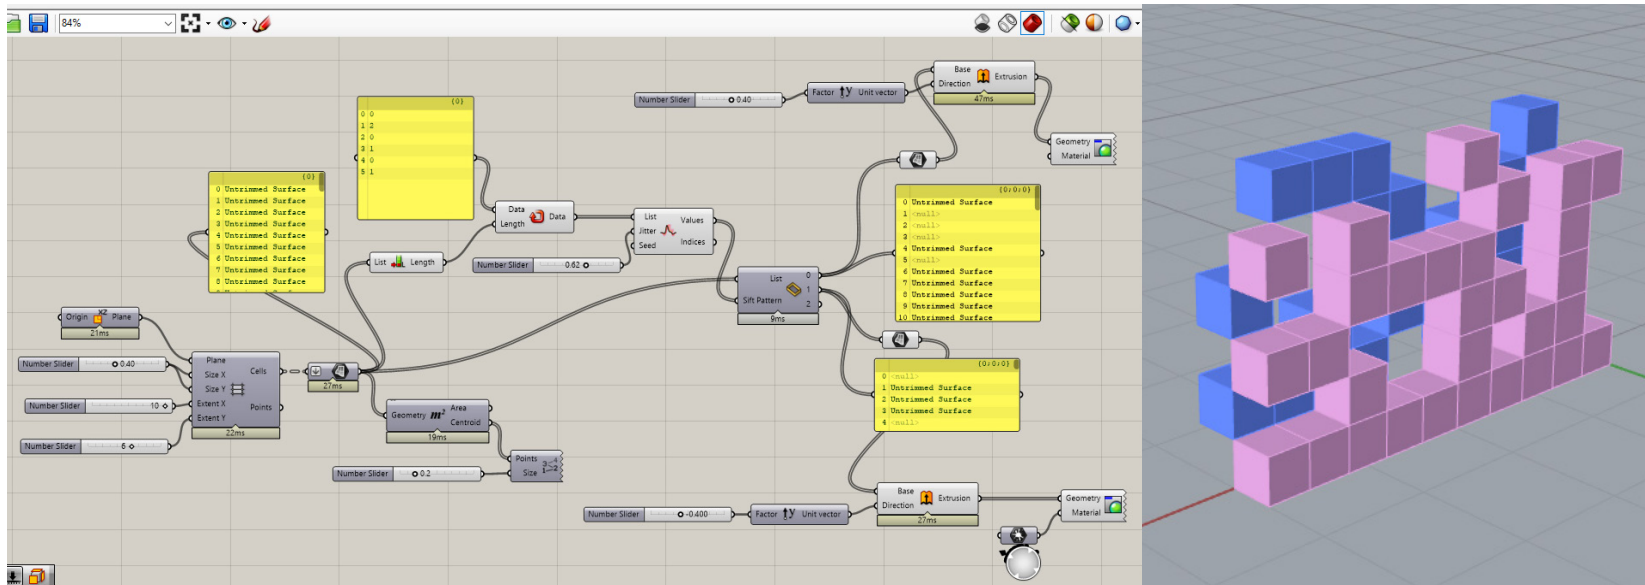 84%
Number Slider 0.40
Factor Unit vector
Base
Direction
Extrusion
47ms
Geometry
Material
{0}
0 0
1 2
2 0
3 1
4 0
5 1
{0}
0 Untrimmed Surface
1 Untrimmed Surface
2 Untrimmed Surface
3 Untrimmed Surface
4 Untrimmed Surface
5 Untrimmed Surface
6 Untrimmed Surface
7 Untrimmed Surface
8 Untrimmed Surface
Data
Length
Data
List Length
Number Slider 0.62
List
Jitter
Seed
Values
Indices
List
Sift Pattern
0
1
2
9ms
{0;0;0}
0 Untrimmed Surface
1 <null>
2 <null>
3 <null>
4 Untrimmed Surface
5 <null>
6 Untrimmed Surface
7 Untrimmed Surface
8 Untrimmed Surface
9 Untrimmed Surface
10 Untrimmed Surface
{0;0;0}
0 <null>
1 Untrimmed Surface
2 Untrimmed Surface
3 Untrimmed Surface
4 <null>
Origin XZ Plane
21ms
Number Slider 0.40
Number Slider 10
Number Slider 6
Plane
Size X
Size Y
Extent X
Extent Y
Cells
Points
22ms
27ms
Geometry m²
Area
Centroid
19ms
Number Slider 0.2
Points
Size
3 4
1 2
Number Slider -0.400
Factor y Unit vector
Base
Direction
Extrusion
27ms
Geometry
Material